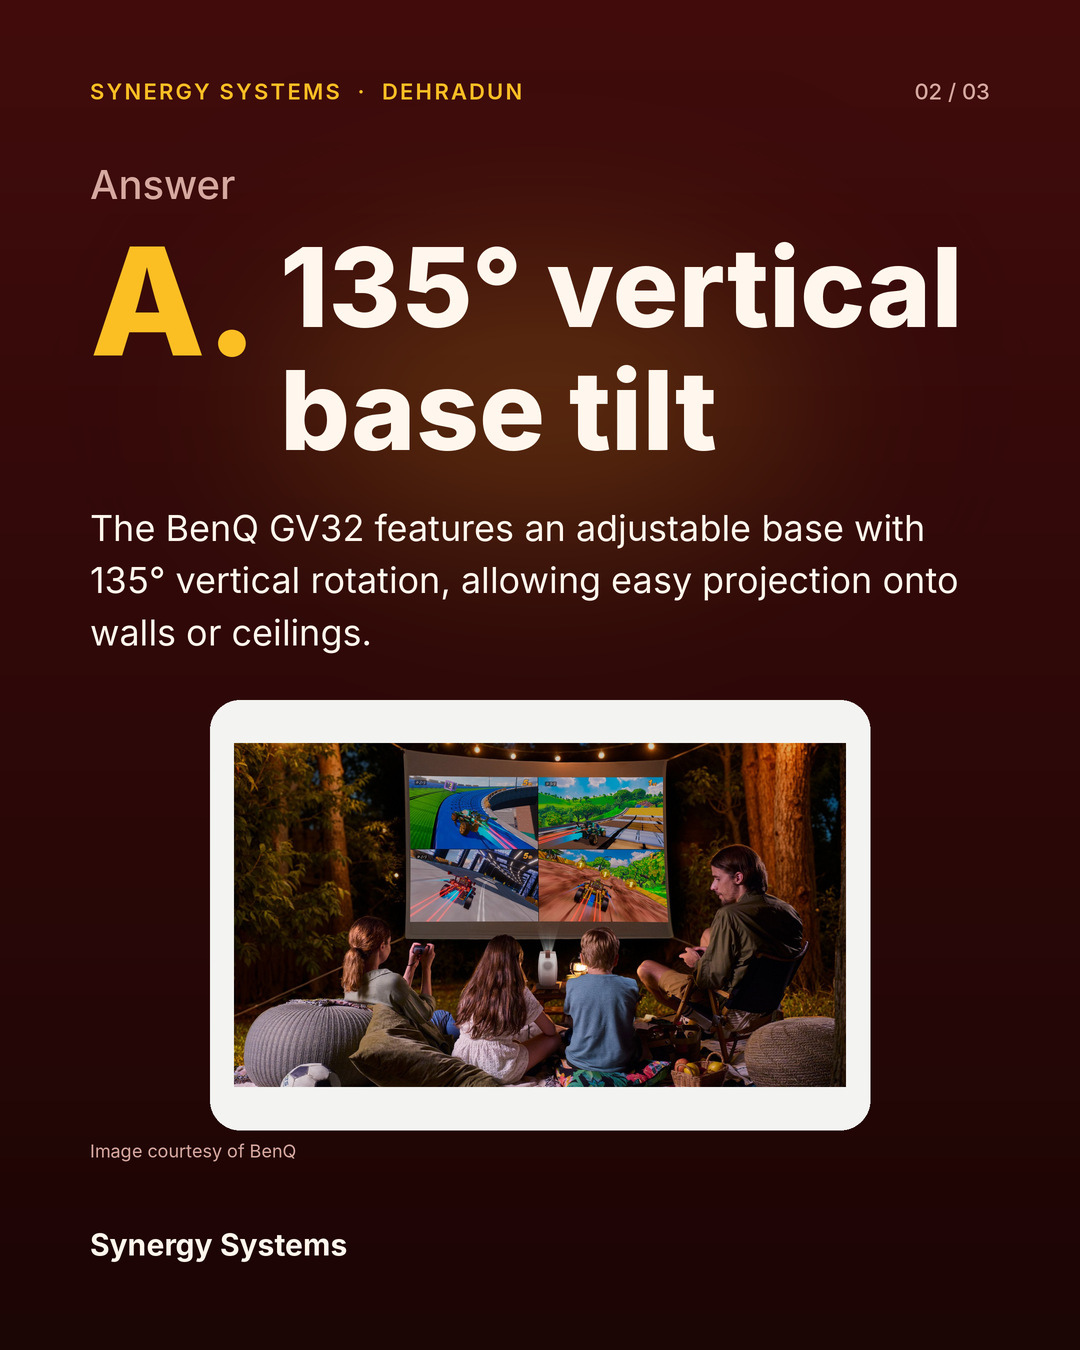 SYNERGY SYSTEMS · DEHRADUN
02 / 03
Answer
A. 135° vertical
base tilt
The BenQ GV32 features an adjustable base with
135° vertical rotation, allowing easy projection onto
walls or ceilings.
Image courtesy of BenQ
Synergy Systems